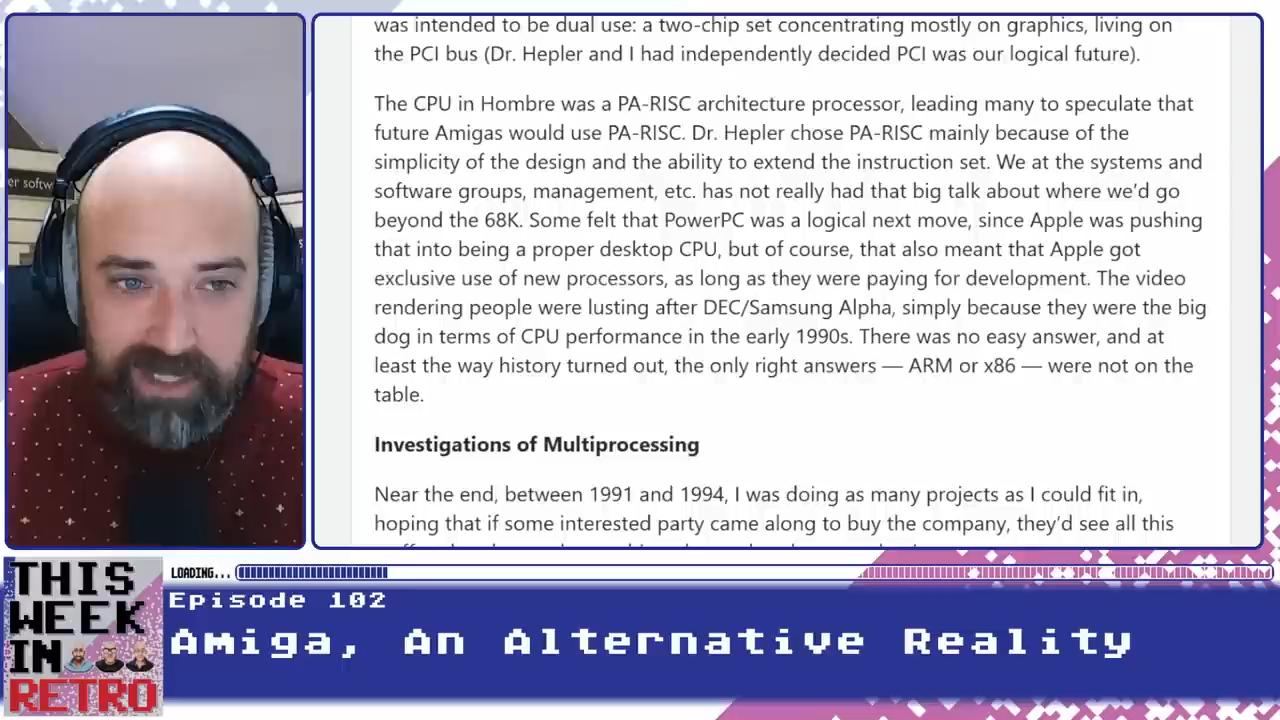 was intended to be dual use: a two-chip set concentrating mostly on graphics, living on
the PCI bus (Dr. Hepler and I had independently decided PCI was our logical future).
The CPU in Hombre was a PA-RISC architecture processor, leading many to speculate that
future Amigas would use PA-RISC. Dr. Hepler chose PA-RISC mainly because of the
simplicity of the design and the ability to extend the instruction set. We at the systems and
software groups, management, etc. has not really had that big talk about where we’d go
beyond the 68K. Some felt that PowerPC was a logical next move, since Apple was pushing
that into being a proper desktop CPU, but of course, that also meant that Apple got
exclusive use of new processors, as long as they were paying for development. The video
rendering people were lusting after DEC/Samsung Alpha, simply because they were the big
dog in terms of CPU performance in the early 1990s. There was no easy answer, and at
least the way history turned out, the only right answers — ARM or x86 — were not on the
table.
Investigations of Multiprocessing
Near the end, between 1991 and 1994, I was doing as many projects as I could fit in,
hoping that if some interested party came along to buy the company, they’d see all this
er softw
LOADING...
THIS
WEEK
IN
RETRO
Episode 102
Amiga, An Alternative Reality